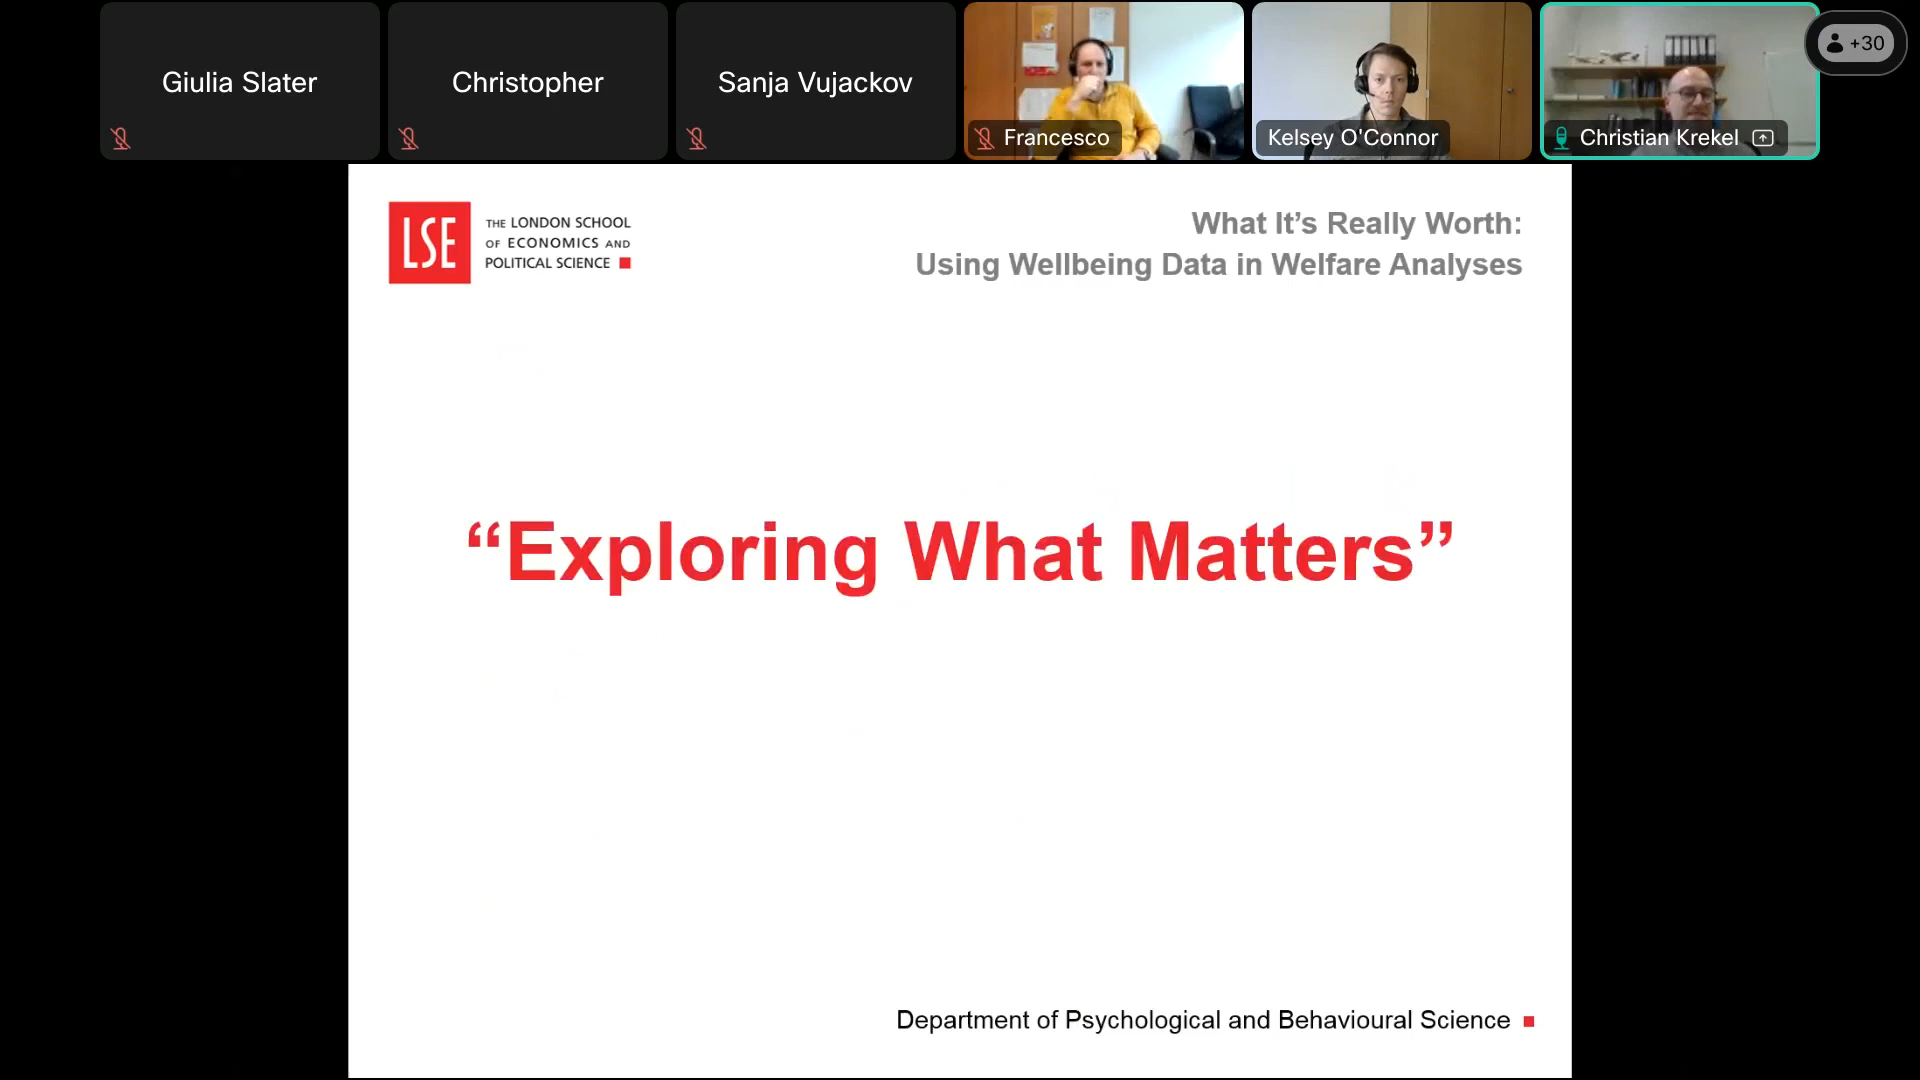 Giulia Slater
Christopher
Sanja Vujackov
Francesco
Kelsey O'Connor
Christian Krekel
+30
LSE
THE LONDON SCHOOL
OF ECONOMICS AND
POLITICAL SCIENCE
What It’s Really Worth:
Using Wellbeing Data in Welfare Analyses
“Exploring What Matters”
Department of Psychological and Behavioural Science